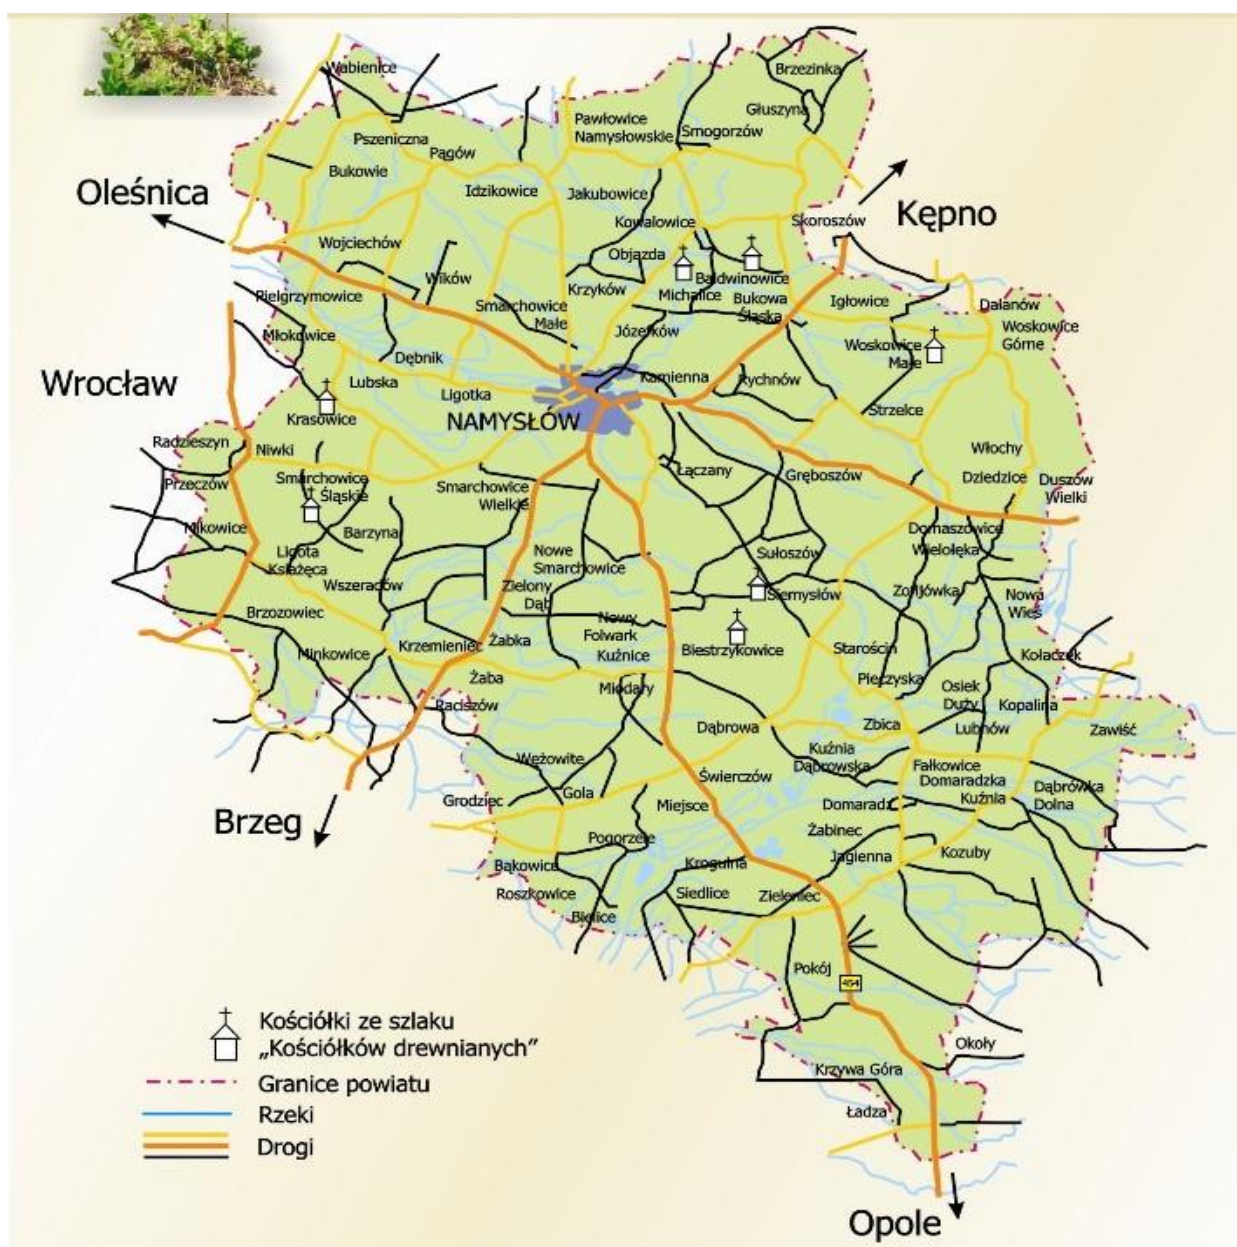 Wabienice
Brzezinka
Głuszyna
Pawłowice
Namysłowskie
Smogorzów
Pszeniczna
Pągów
Bukowie
Oleśnica
Idzikowice
Jakubowice
Kowalowice
Skoroszów
Kępno
Wojciechów
Objazda
Wików
Krzyków
Baldwinowice
Michalice
Bukowa
Śląska
Igłowice
Dalanów
Pielgrzymowice
Smarchowice
Małe
Józefków
Woskowice
Górne
Woskowice
Małe
Młokowice
Dębnik
Wrocław
Lubska
Ligotka
Kamienna
Rychnów
Krasowice
NAMYSŁÓW
Strzelce
Radzieszyn
Niwki
Włochy
Przeczów
Smarchowice
Śląskie
Smarchowice
Wielkie
Łączany
Gręboszów
Dziedzice
Duszów
Wielki
Mikowice
Barzyna
Domaszowice
Wielołęka
Ligota
Książęca
Nowe
Smarchowice
Sułoszów
Wszeradów
Zielony
Dąb
Siemysłów
Zofijówka
Nowa
Wieś
Brzozowiec
Nowy
Folwark
Minkowice
Krzemieniec
Żabka
Kuźnice
Biestrzykowice
Starościn
Kołaczek
Żaba
Miodary
Pieczyska
Osiek
Duży
Kopalina
Raciszów
Dąbrowa
Zbica
Lubnów
Zawiść
Wężowite
Kuźnia
Dąbrowska
Świerczów
Fałkowice
Domaradzka
Kuźnia
Dąbrówka
Dolna
Grodziec
Gola
Miejsce
Domaradz
Brzeg
Pogorzele
Żabiniec
Jagienna
Kozuby
Bąkowice
Krogulna
Roszkowice
Siedlice
Zieleniec
Bielice
Pokój
454
Kościółki ze szlaku
„Kościółków drewnianych”
Okoły
Granice powiatu
Krzywa Góra
Rzeki
Ładza
Drogi
Opole